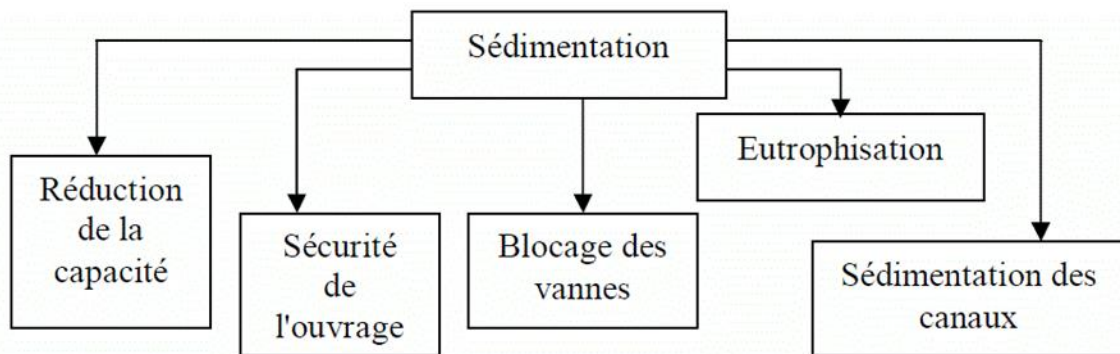 Sédimentation
Réduction
de la
capacité
Sécurité
de
l'ouvrage
Blocage des
vannes
Eutrophisation
Sédimentation des
canaux